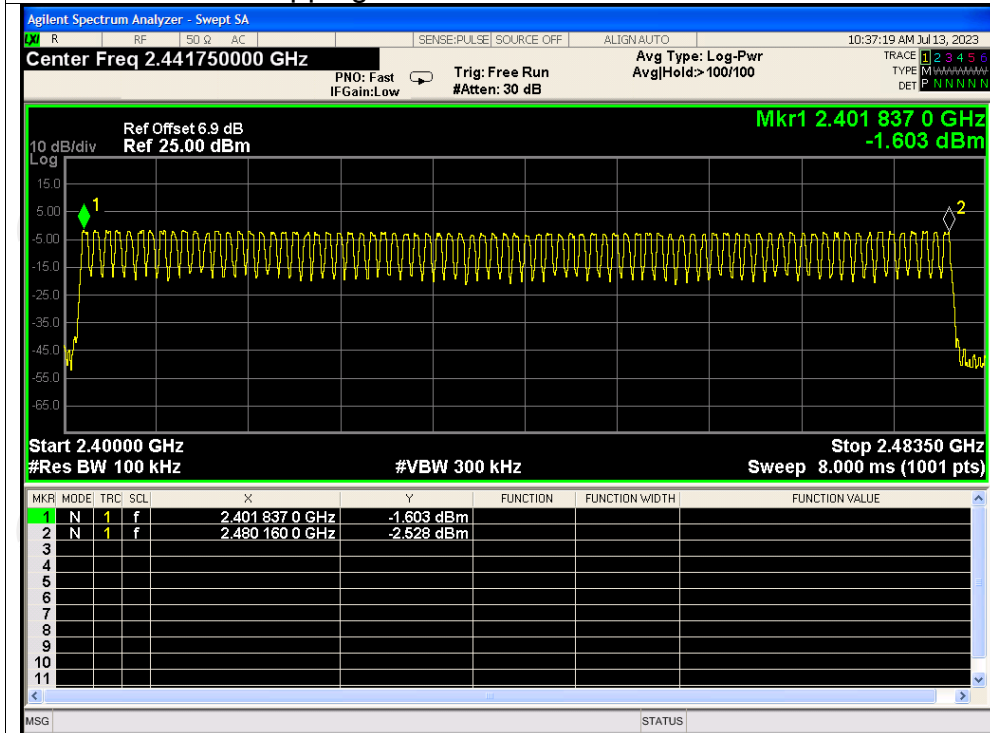 Agilent Spectrum Analyzer - Swept SA
LXI R RF 50 Ω AC SENSE:PULSE SOURCE OFF ALIGN AUTO 10:37:19 AM Jul 13, 2023
Center Freq 2.441750000 GHz Avg Type: Log-Pwr TRACE 1 2 3 4 5 6
PNO: Fast Trig: Free Run Avg|Hold:>100/100 TYPE M
IFGain:Low #Atten: 30 dB DET P N N N N N
Mkr1 2.401 837 0 GHz
Ref Offset 6.9 dB
10 dB/div Ref 25.00 dBm -1.603 dBm
Log
15.0
5.00
1
2
-5.00
-15.0
-25.0
-35.0
-45.0
-55.0
-65.0
Start 2.40000 GHz Stop 2.48350 GHz
#Res BW 100 kHz #VBW 300 kHz Sweep 8.000 ms (1001 pts)
MKR MODE TRC SCL X Y FUNCTION FUNCTION WIDTH FUNCTION VALUE
1 N 1 f 2.401 837 0 GHz -1.603 dBm
2 N 1 f 2.480 160 0 GHz -2.528 dBm
3
4
5
6
7
8
9
10
11
MSG STATUS